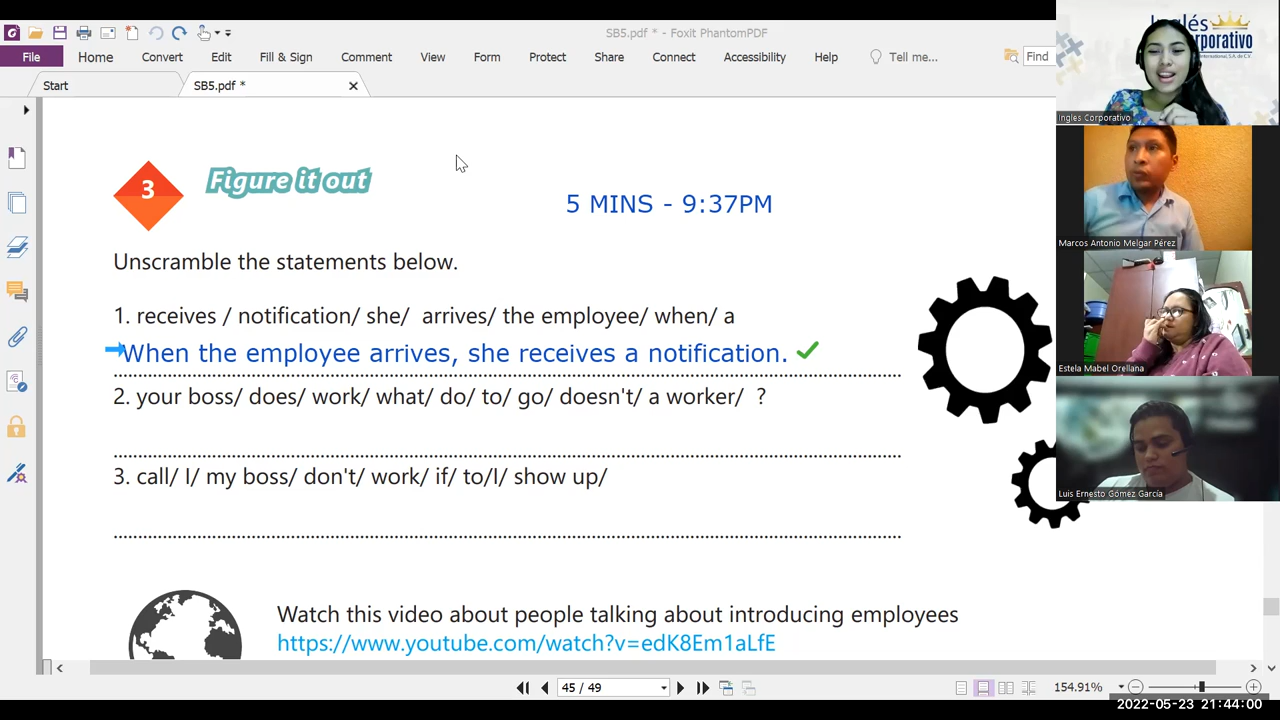 SB5.pdf * - Foxit PhantomPDF
File Home Convert Fill & Sign Comment View Form Protect Share Connect Accessibility Help Tell me... Find
Start SB5.pdf *
3 Figure it out
5 MINS - 9:37PM
Unscramble the statements below.
1. receives / notification/ she/ arrives/ the employee/ when/ a
When the employee arrives, she receives a notification.
2. your boss/ does/ work/ what/ do/ to/ go/ doesn't/ a worker/ ?
3. call/ I/ my boss/ don't/ work/ if/ to/I/ show up/
Watch this video about people talking about introducing employees
https://www.youtube.com/watch?v=edK8Em1aLfE
45 / 49
154.91%
Inglés
Corporativo
Ingles Corporativo
Marcos Antonio Melgar Pérez
Estela Mabel Orellana
Luis Ernesto Gómez García
2022-05-23 21:44:00